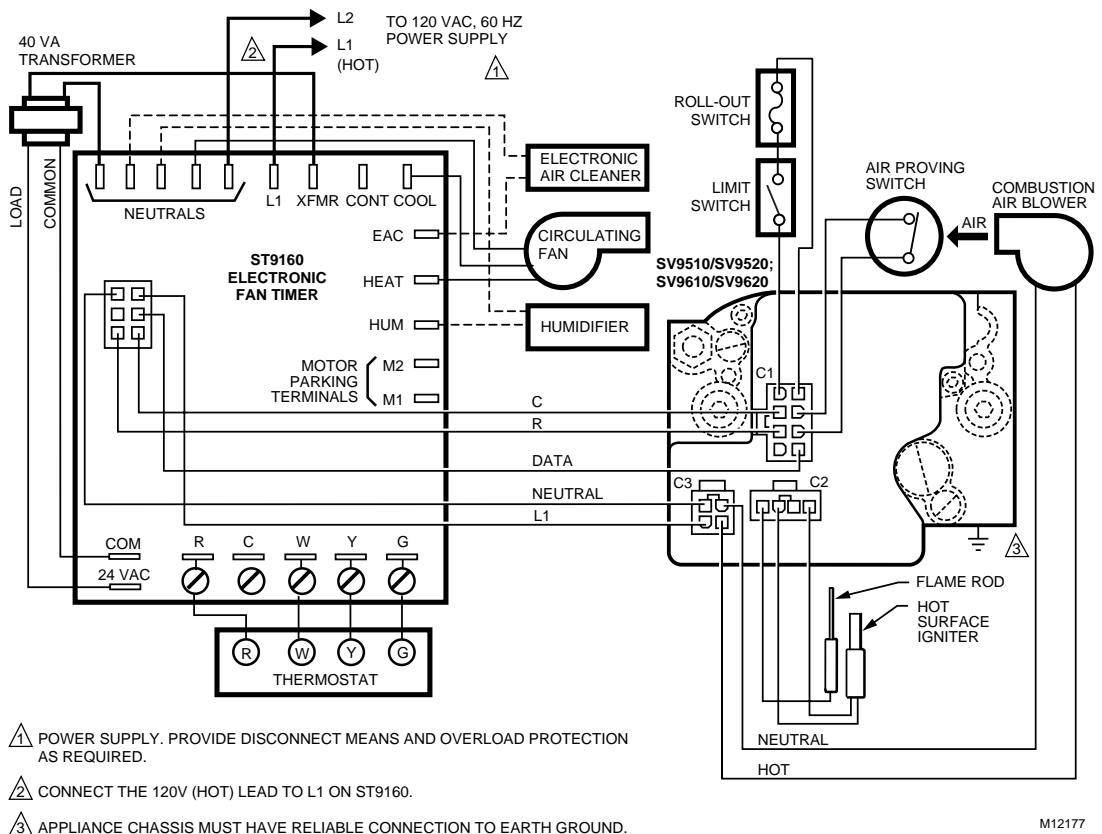 L2
TO 120 VAC, 60 HZ
POWER SUPPLY
1
2
L1
(HOT)
40 VA
TRANSFORMER
LOAD
COMMON
NEUTRALS
L1 XFMR CONT COOL
EAC
HEAT
HUM
M2
MOTOR
PARKING
TERMINALS
M1
ST9160
ELECTRONIC
FAN TIMER
ELECTRONIC
AIR CLEANER
CIRCULATING
FAN
HUMIDIFIER
ROLL-OUT
SWITCH
LIMIT
SWITCH
AIR PROVING
SWITCH
AIR
COMBUSTION
AIR BLOWER
SV9510/SV9520;
SV9610/SV9620
C1
C
R
DATA
NEUTRAL
L1
C3
C2
3
COM
24 VAC
R C W Y G
R W Y G
THERMOSTAT
FLAME ROD
HOT
SURFACE
IGNITER
NEUTRAL
HOT
1 POWER SUPPLY. PROVIDE DISCONNECT MEANS AND OVERLOAD PROTECTION
AS REQUIRED.
2 CONNECT THE 120V (HOT) LEAD TO L1 ON ST9160.
3 APPLIANCE CHASSIS MUST HAVE RELIABLE CONNECTION TO EARTH GROUND.
M12177